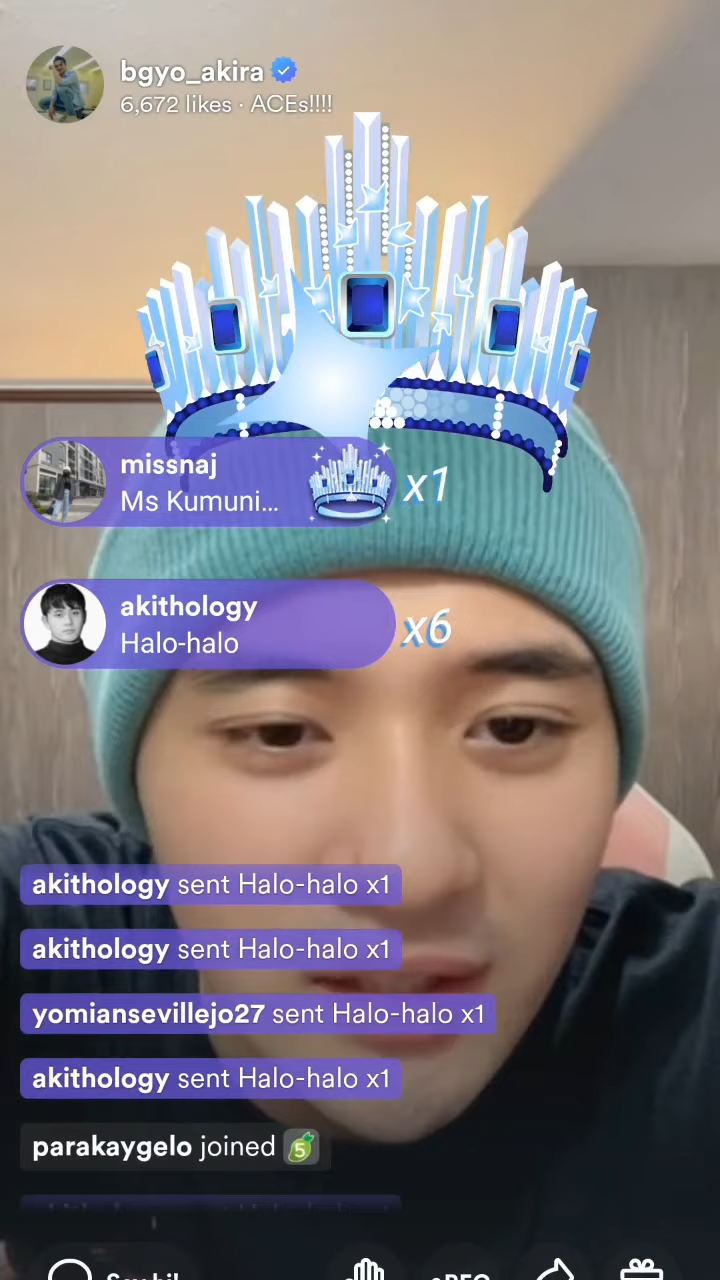 bgyo_akira
6,672 likes · ACEs!!!!
missnaj
Ms Kumuni...
x1
akithology
Halo-halo
x6
akithology sent Halo-halo x1
akithology sent Halo-halo x1
yomiansevillejo27 sent Halo-halo x1
akithology sent Halo-halo x1
parakaygelo joined 5